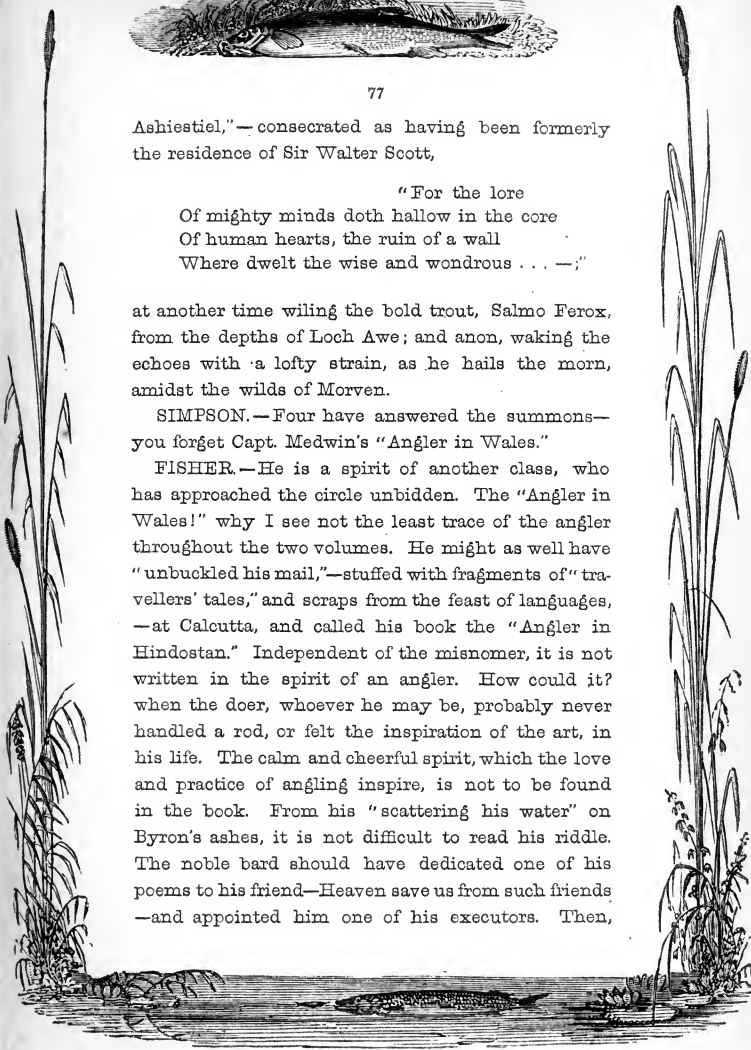 77
Ashiestiel,"—consecrated as having been formerly
the residence of Sir Walter Scott,
"For the lore
Of mighty minds doth hallow in the core
Of human hearts, the ruin of a wall
Where dwelt the wise and wondrous . . . —;"
at another time wiling the bold trout, Salmo Ferox,
from the depths of Loch Awe; and anon, waking the
echoes with a lofty strain, as he hails the morn,
amidst the wilds of Morven.
SIMPSON.—Four have answered the summons—
you forget Capt. Medwin's "Angler in Wales."
FISHER.—He is a spirit of another class, who
has approached the circle unbidden. The "Angler in
Wales!" why I see not the least trace of the angler
throughout the two volumes. He might as well have
"unbuckled his mail,"—stuffed with fragments of "tra-
vellers' tales," and scraps from the feast of languages,
—at Calcutta, and called his book the "Angler in
Hindostan." Independent of the misnomer, it is not
written in the spirit of an angler. How could it?
when the doer, whoever he may be, probably never
handled a rod, or felt the inspiration of the art, in
his life. The calm and cheerful spirit, which the love
and practice of angling inspire, is not to be found
in the book. From his "scattering his water" on
Byron's ashes, it is not difficult to read his riddle.
The noble bard should have dedicated one of his
poems to his friend—Heaven save us from such friends
—and appointed him one of his executors. Then,